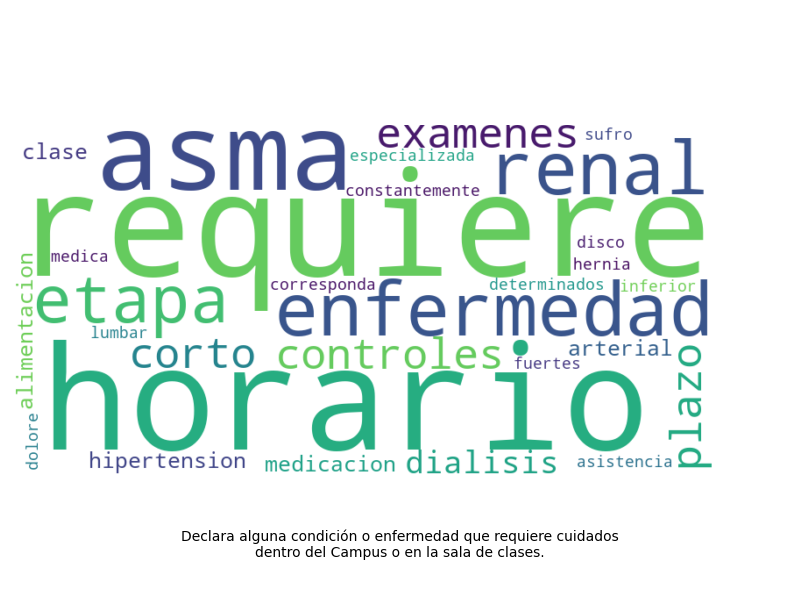 examenes
sufro
asma
clase
especializada
renal
constantemente
requiere
disco
medica
hernia
alimentacion
etapa
corresponda
determinados
inferior
enfermedad
lumbar
corto
controles
arterial
fuertes
plazo
horario
dolore
hipertension
medicacion
dialisis
asistencia
Declara alguna condición o enfermedad que requiere cuidados
dentro del Campus o en la sala de clases.